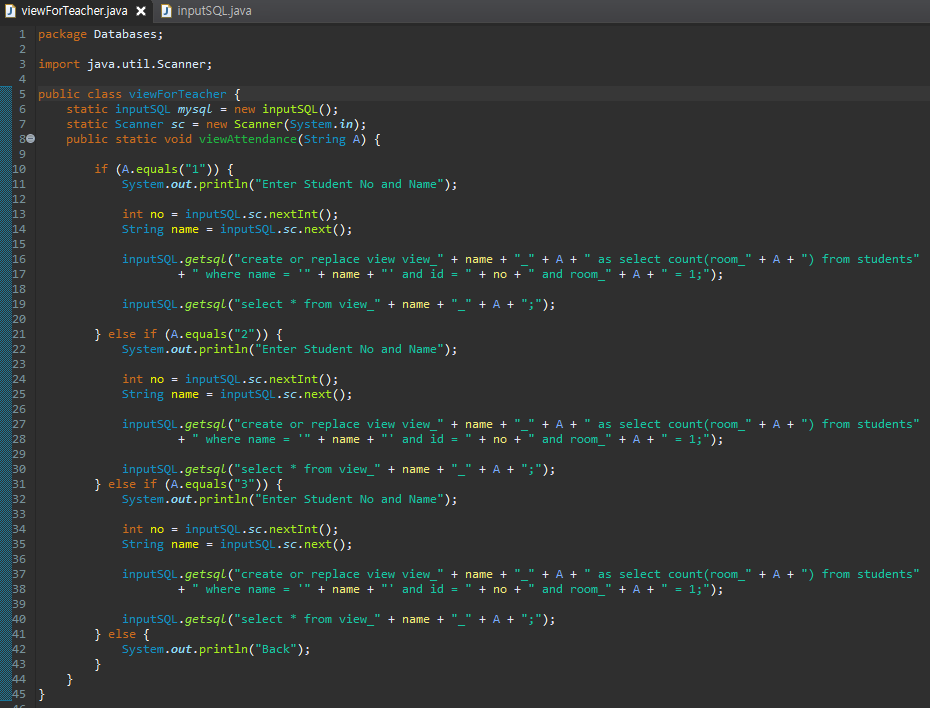 viewForTeacher.java inputSQL.java
1 package Databases;
2
3 import java.util.Scanner;
4
5 public class viewForTeacher {
6 static inputSQL mysql = new inputSQL();
7 static Scanner sc = new Scanner(System.in);
8 public static void viewAttendance(String A) {
9
10 if (A.equals("1")) {
11 System.out.println("Enter Student No and Name");
12
13 int no = inputSQL.sc.nextInt();
14 String name = inputSQL.sc.next();
15
16 inputSQL.getsql("create or replace view view_" + name + "_" + A + " as select count(room_" + A + ") from students"
17 + " where name = '" + name + "' and id = " + no + " and room_" + A + " = 1;");
18
19 inputSQL.getsql("select * from view_" + name + "_" + A + ";");
20
21 } else if (A.equals("2")) {
22 System.out.println("Enter Student No and Name");
23
24 int no = inputSQL.sc.nextInt();
25 String name = inputSQL.sc.next();
26
27 inputSQL.getsql("create or replace view view_" + name + "_" + A + " as select count(room_" + A + ") from students"
28 + " where name = '" + name + "' and id = " + no + " and room_" + A + " = 1;");
29
30 inputSQL.getsql("select * from view_" + name + "_" + A + ";");
31 } else if (A.equals("3")) {
32 System.out.println("Enter Student No and Name");
33
34 int no = inputSQL.sc.nextInt();
35 String name = inputSQL.sc.next();
36
37 inputSQL.getsql("create or replace view view_" + name + "_" + A + " as select count(room_" + A + ") from students"
38 + " where name = '" + name + "' and id = " + no + " and room_" + A + " = 1;");
39
40 inputSQL.getsql("select * from view_" + name + "_" + A + ";");
41 } else {
42 System.out.println("Back");
43 }
44 }
45 }